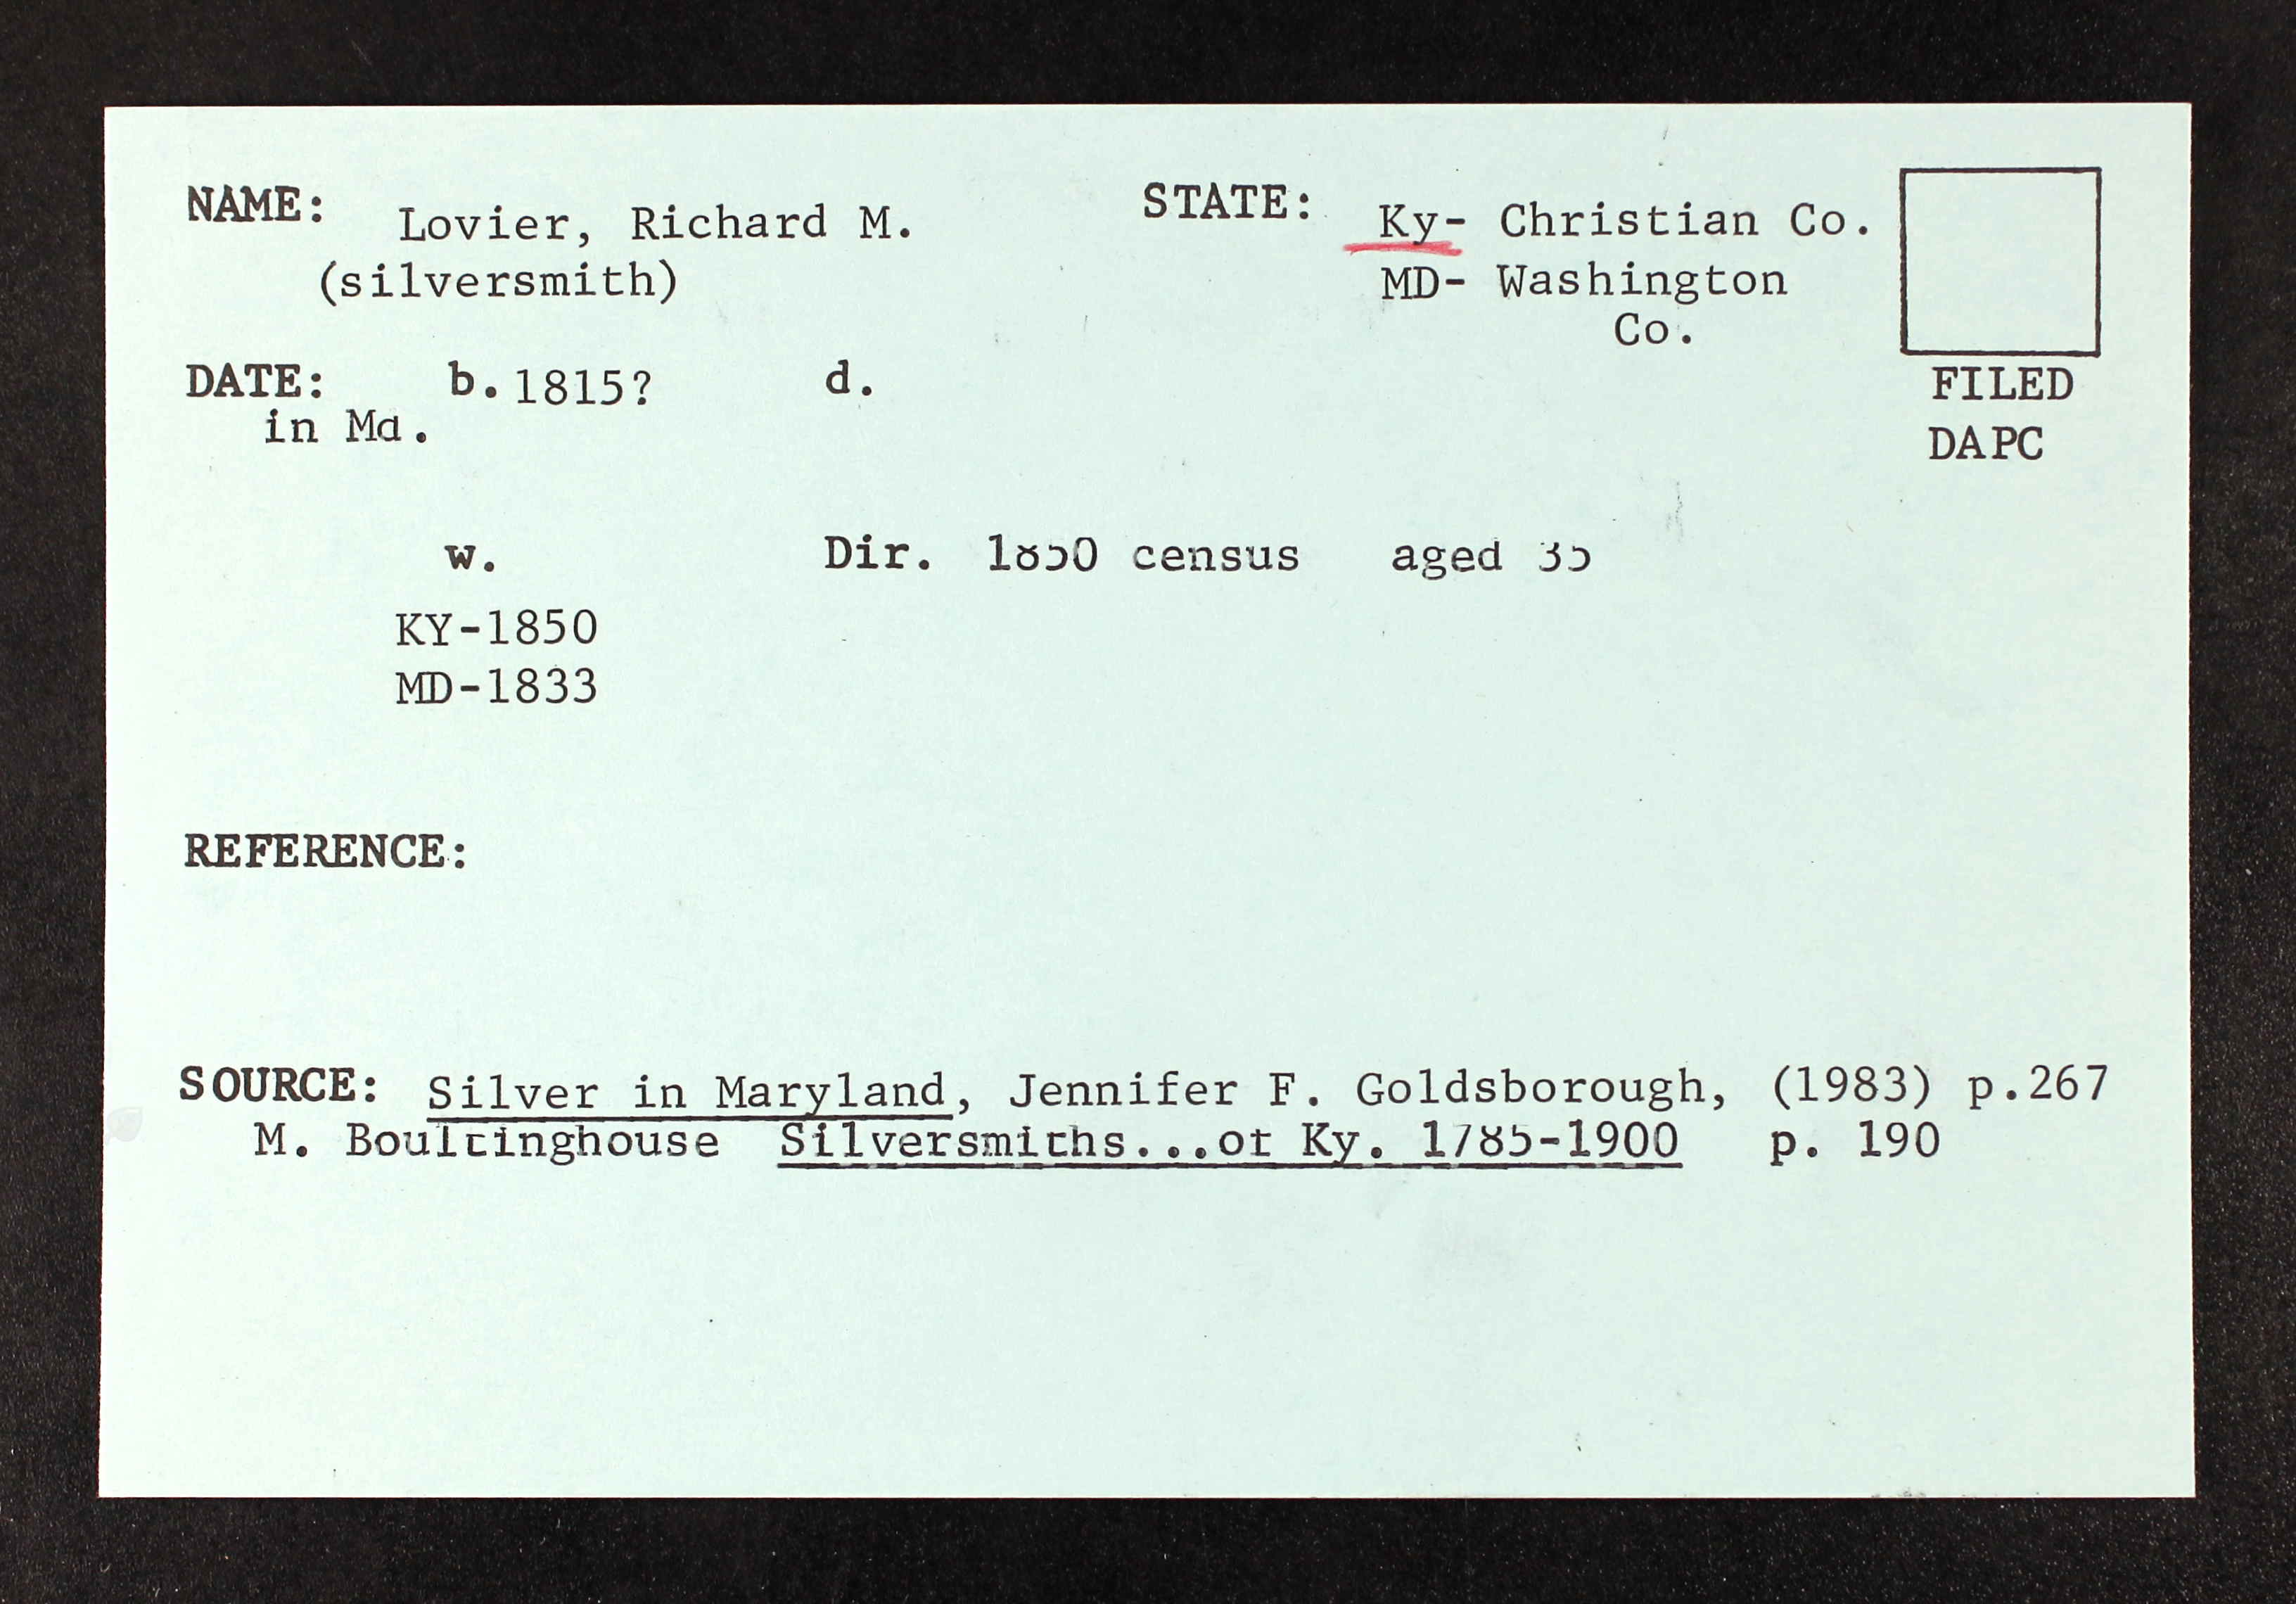 NAME: Lovier, Richard M. STATE: Ky- Christian Co.
(silversmith) MD- Washington
Co.
DATE: b. 1815? d. FILED
in Md. DAPC
w. Dir. 1850 census aged 35
KY-1850
MD-1833
REFERENCE:
SOURCE: Silver in Maryland, Jennifer F. Goldsborough, (1983) p.267
M. Boultinghouse Silversmiths...of Ky. 1785-1900 p. 190